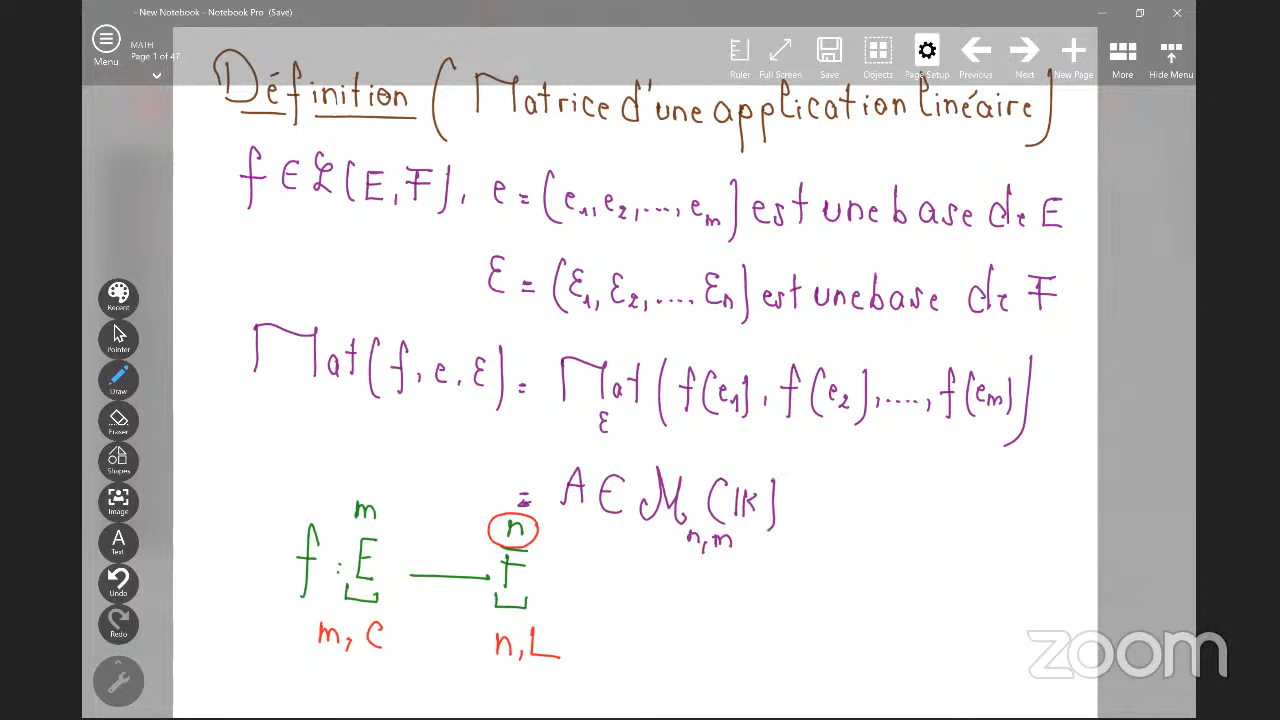 - New Notebook - Notebook Pro (Save)
Menu
MATH
Page 1 of 47
Ruler Full Screen Save Objects Page Setup Previous Next New Page More Hide Menu
Définition ( Matrice d'une application linéaire )
f ∈ ℒ(E, F), e = (e₁, e₂, ..., eₘ) est une base de E
ℰ = (ℰ₁, ℰ₂, .... ℰₙ) est une base de F
Mat(f, e, ℰ) = Mat_ℰ (f(e₁), f(e₂), ...., f(eₘ))
= A ∈ ℳₙ,ₘ (IK)
m n
f : E —— F
m, C n, L
Recent
Pointer
Draw
Eraser
Shapes
Image
Text
Undo
Redo
zoom